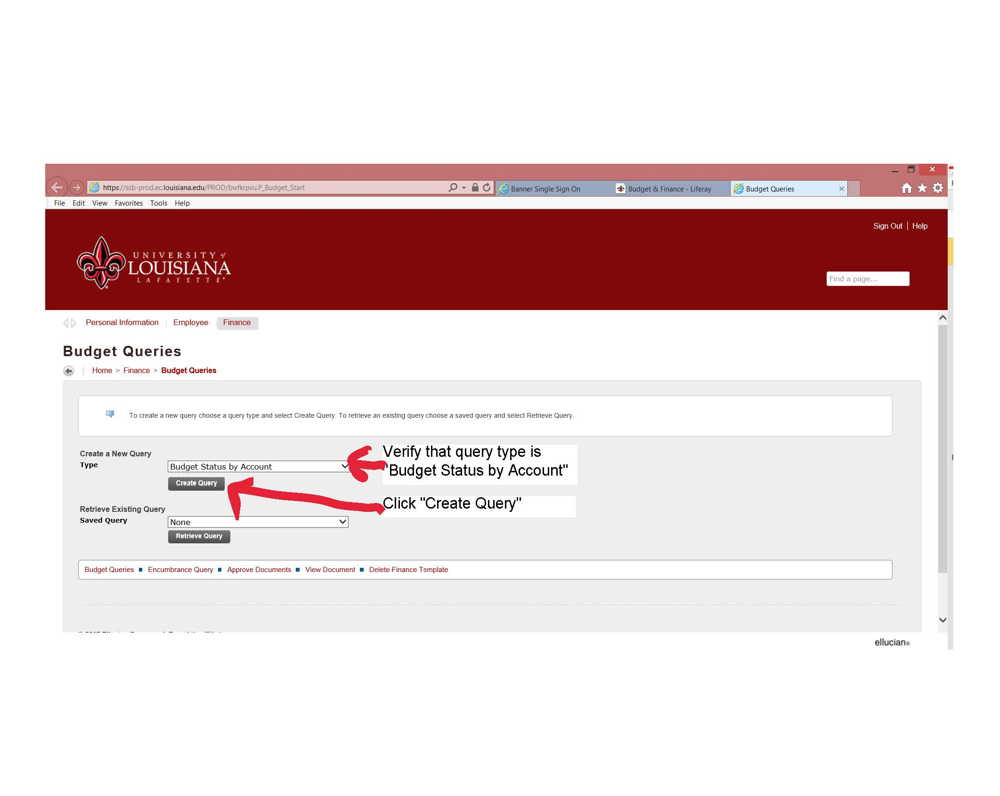 https://ssb-prod.ec.louisiana.edu/PROD/bwfkrpvu.P_Budget_Start
Banner Single Sign On
Budget & Finance - Liferay
Budget Queries
File Edit View Favorites Tools Help
Sign Out | Help
UNIVERSITY of
LOUISIANA
LAFAYETTE
Find a page...
Personal Information Employee Finance
Budget Queries
Home > Finance > Budget Queries
To create a new query choose a query type and select Create Query. To retrieve an existing query choose a saved query and select Retrieve Query.
Create a New Query
Type
Budget Status by Account
Verify that query type is
"Budget Status by Account"
Create Query
Click "Create Query"
Retrieve Existing Query
Saved Query
None
Retrieve Query
Budget Queries ■ Encumbrance Query ■ Approve Documents ■ View Document ■ Delete Finance Template
ellucian®